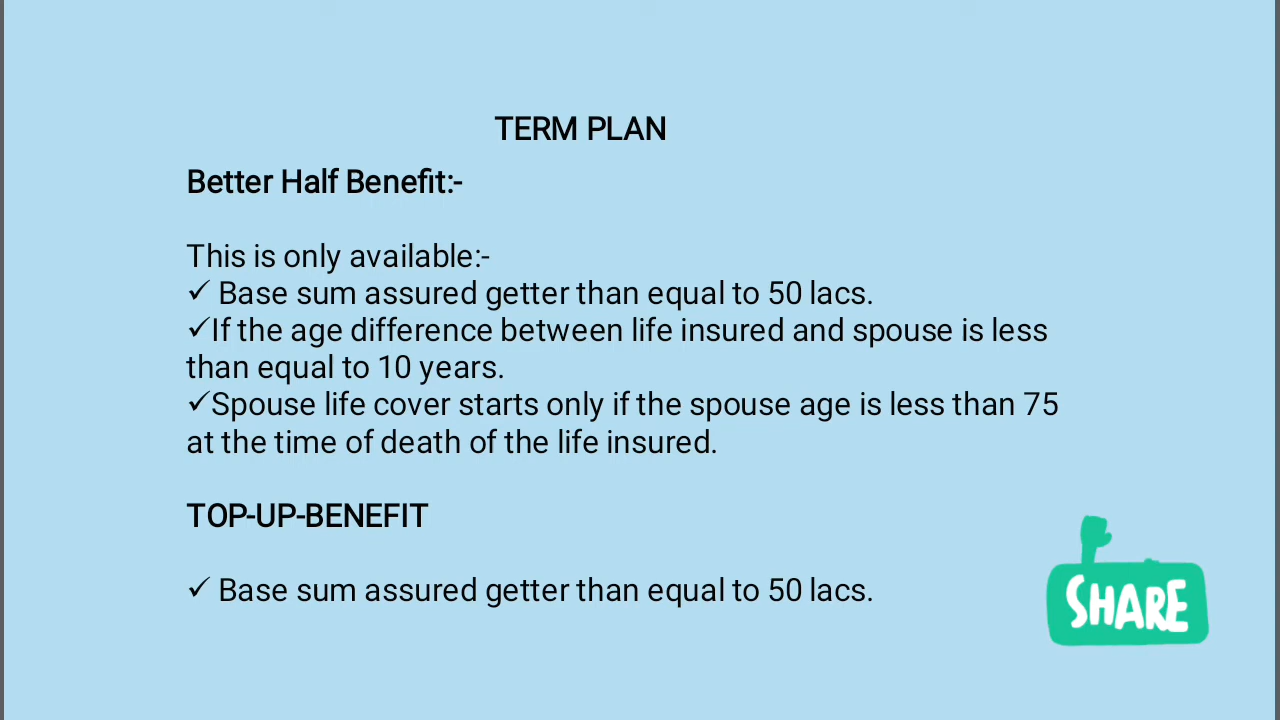 TERM PLAN
Better Half Benefit:-
This is only available:-
✓ Base sum assured getter than equal to 50 lacs.
✓If the age difference between life insured and spouse is less
than equal to 10 years.
✓Spouse life cover starts only if the spouse age is less than 75
at the time of death of the life insured.
TOP-UP-BENEFIT
✓ Base sum assured getter than equal to 50 lacs.
SHARE